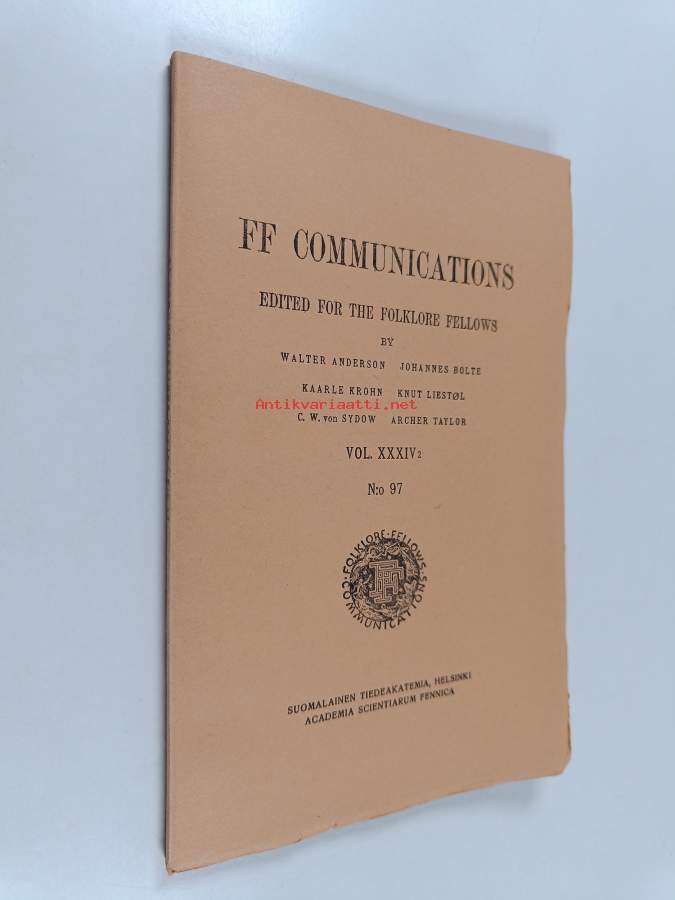 FF COMMUNICATIONS
EDITED FOR THE FOLKLORE FELLOWS
BY
WALTER ANDERSON JOHANNES BOLTE
KAARLE KROHN KNUT LIESTØL
Antikvariaatti.net
C. W. von SYDOW ARCHER TAYLOR
VOL. XXXIV2
N:o 97
FOLKLORE·FELLOWS·COMMUNICATIONS·
FF
SUOMALAINEN TIEDEAKATEMIA, HELSINKI
ACADEMIA SCIENTIARUM FENNICA